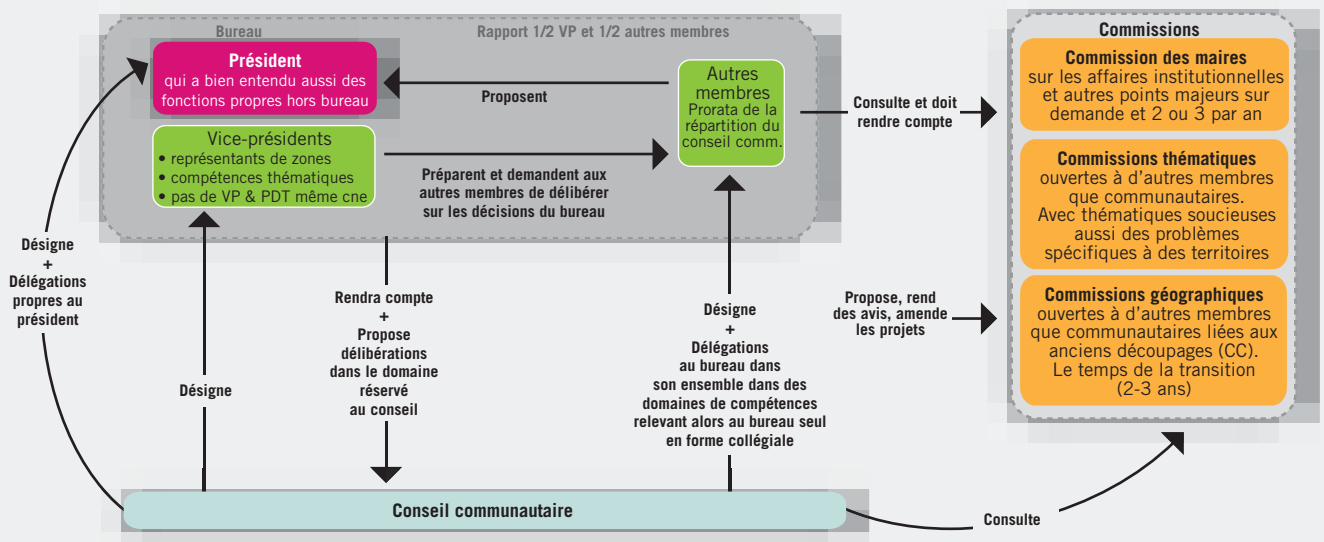 Bureau
Rapport 1/2 VP et 1/2 autres membres
Président
qui a bien entendu aussi des
fonctions propres hors bureau
Vice-présidents
• représentants de zones
• compétences thématiques
• pas de VP & PDT même cne
Proposent
Préparent et demandent aux
autres membres de délibérer
sur les décisions du bureau
Autres
membres
Prorata de la
répartition du
conseil comm.
Consulte et doit
rendre compte
Commissions
Commission des maires
sur les affaires institutionnelles
et autres points majeurs sur
demande et 2 ou 3 par an
Commissions thématiques
ouvertes à d'autres membres
que communautaires.
Avec thématiques soucieuses
aussi des problèmes
spécifiques à des territoires
Commissions géographiques
ouvertes à d'autres membres
que communautaires liées aux
anciens découpages (CC).
Le temps de la transition
(2-3 ans)
Propose, rend
des avis, amende
les projets
Désigne
+
Délégations
propres au
président
Désigne
Rendra compte
+
Propose
délibérations
dans le domaine
réservé
au conseil
Désigne
+
Délégations
au bureau dans
son ensemble dans des
domaines de compétences
relevant alors au bureau seul
en forme collégiale
Conseil communautaire
Consulte